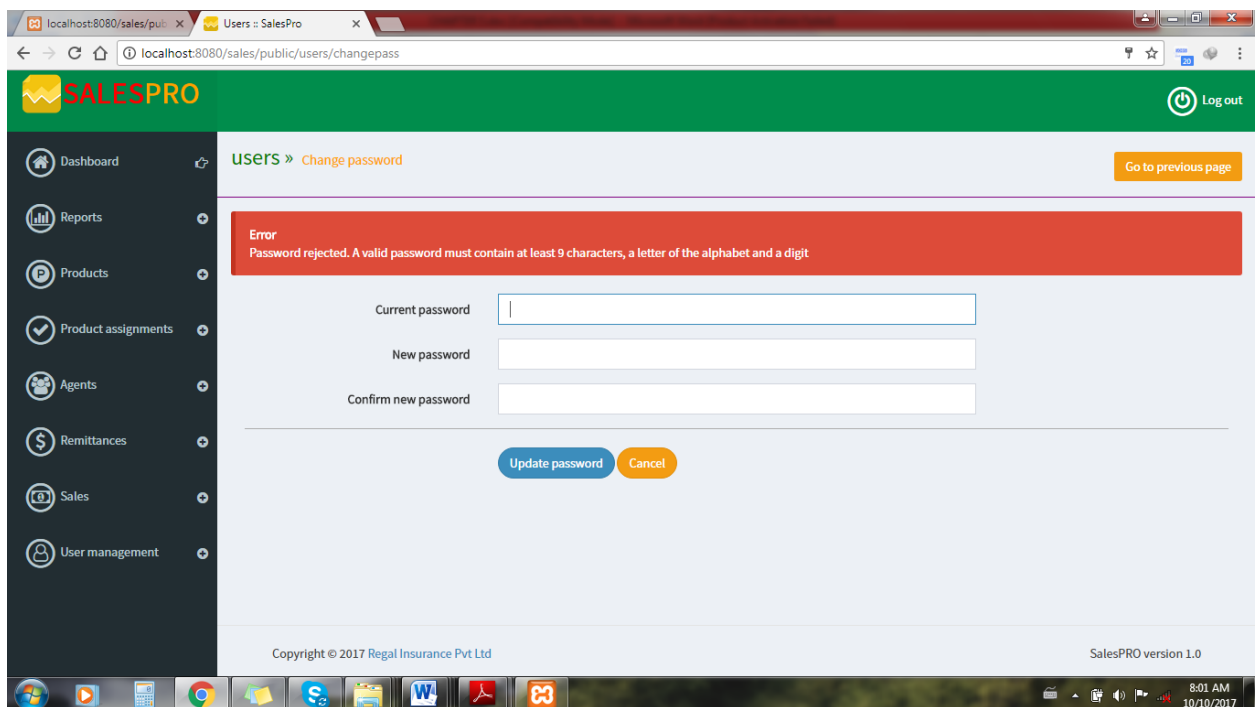 localhost:8080/sales/pub
Users :: SalesPro
localhost:8080/sales/public/users/changepass
20
SALESPRO
Log out
Dashboard
users » Change password
Go to previous page
Reports
Error
Password rejected. A valid password must contain at least 9 characters, a letter of the alphabet and a digit
Products
Current password
Product assignments
New password
Agents
Confirm new password
Remittances
Update password
Cancel
Sales
User management
Copyright © 2017 Regal Insurance Pvt Ltd
SalesPRO version 1.0
8:01 AM
10/10/2017